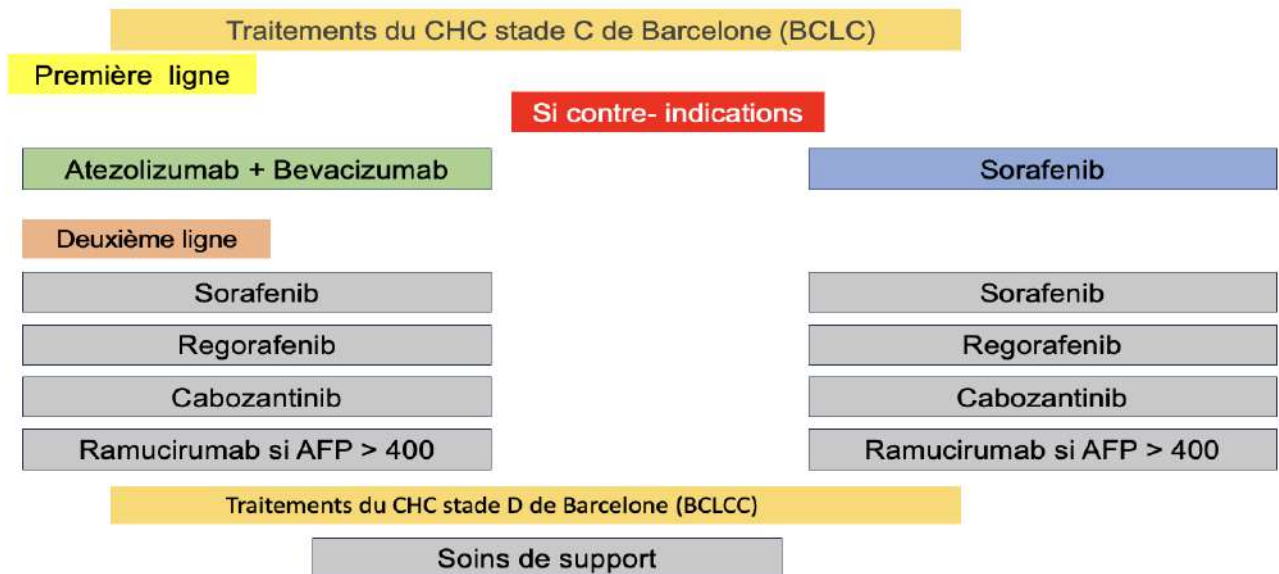 Traitements du CHC stade C de Barcelone (BCLC)
Première ligne
Si contre- indications
Atezolizumab + Bevacizumab
Sorafenib
Deuxième ligne
Sorafenib
Sorafenib
Regorafenib
Regorafenib
Cabozantinib
Cabozantinib
Ramucirumab si AFP > 400
Ramucirumab si AFP > 400
Traitements du CHC stade D de Barcelone (BCLCC)
Soins de support